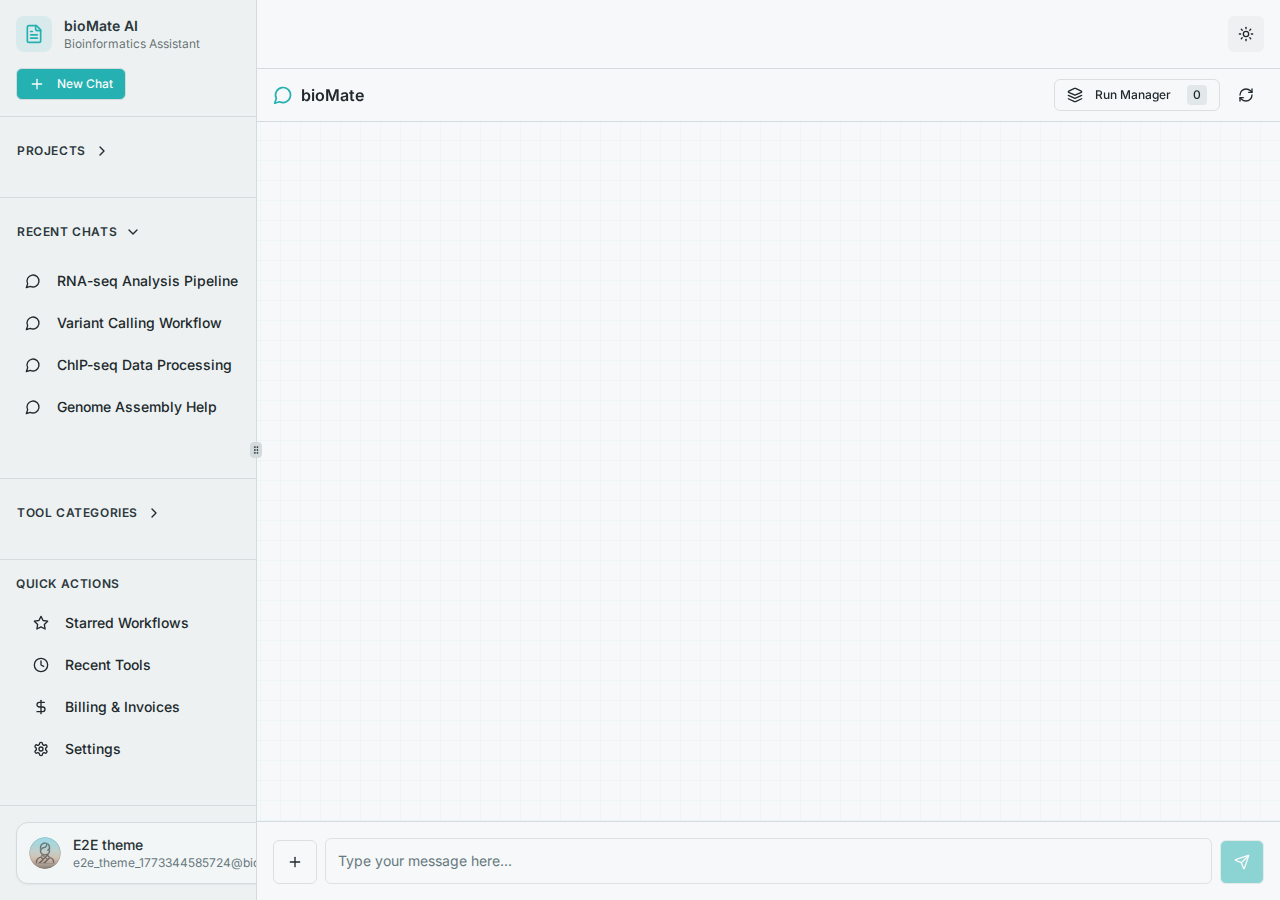 bioMate AI
Bioinformatics Assistant
New Chat
PROJECTS
RECENT CHATS
RNA-seq Analysis Pipeline
Variant Calling Workflow
ChIP-seq Data Processing
Genome Assembly Help
TOOL CATEGORIES
QUICK ACTIONS
Starred Workflows
Recent Tools
Billing & Invoices
Settings
E2E theme
e2e_theme_1773344585724@bio
bioMate
Run Manager 0
Type your message here...